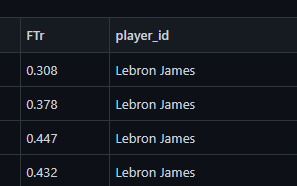 FTr player_id
0.308 Lebron James
0.378 Lebron James
0.447 Lebron James
0.432 Lebron James